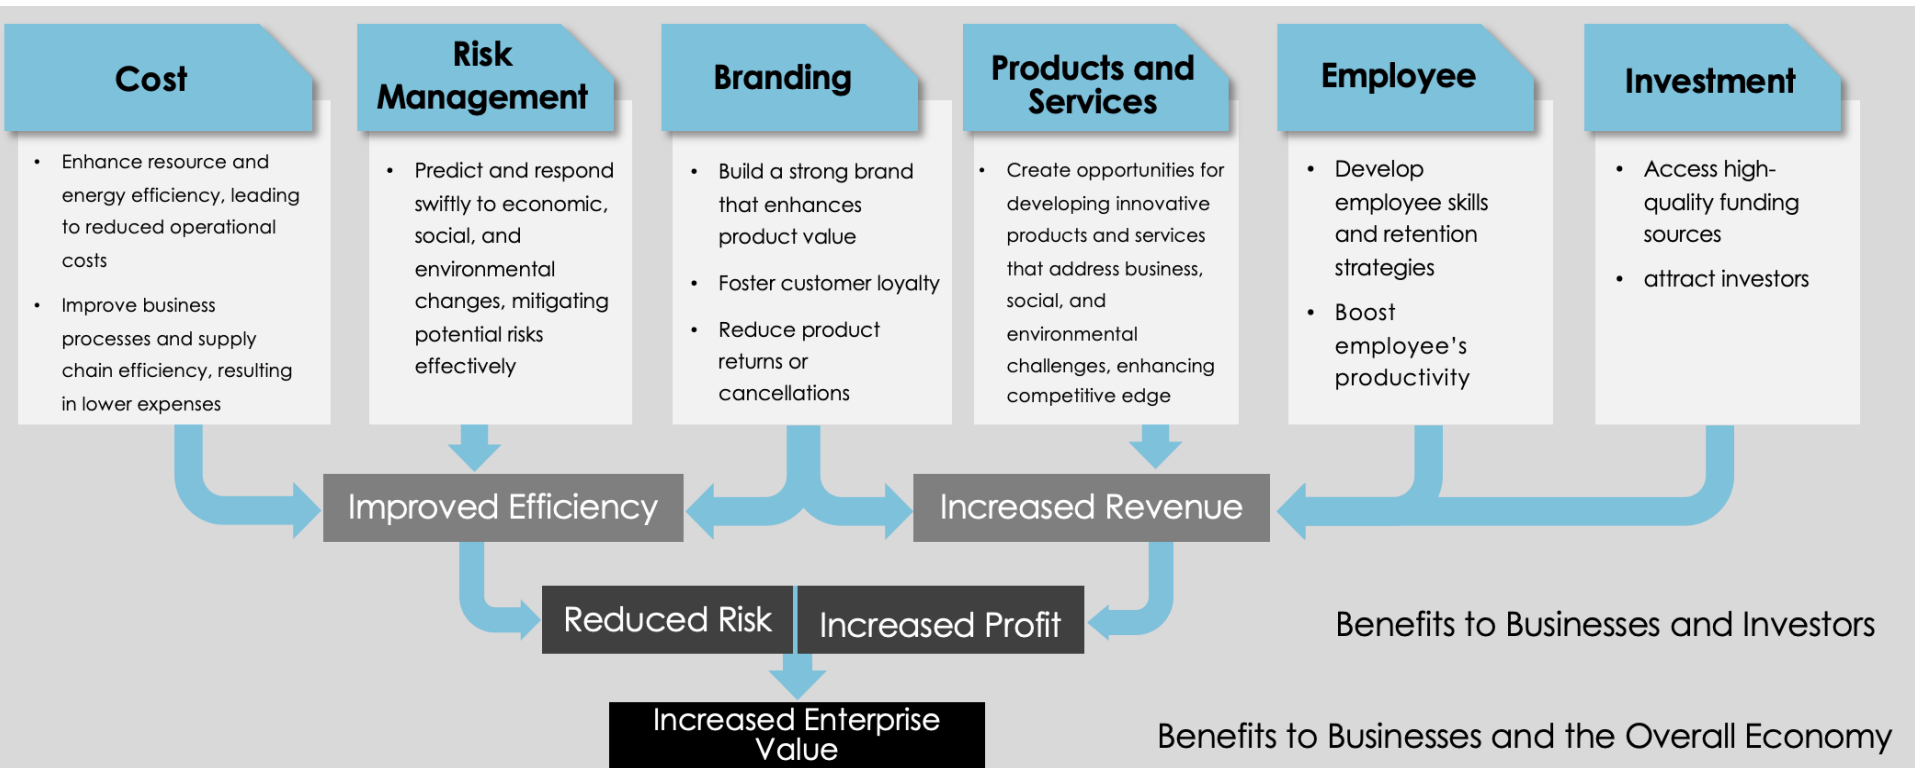 Cost
• Enhance resource and
energy efficiency, leading
to reduced operational
costs
• Improve business
processes and supply
chain efficiency, resulting
in lower expenses
Risk
Management
• Predict and respond
swiftly to economic,
social, and
environmental
changes, mitigating
potential risks
effectively
Branding
• Build a strong brand
that enhances
product value
• Foster customer loyalty
• Reduce product
returns or
cancellations
Products and
Services
• Create opportunities for
developing innovative
products and services
that address business,
social, and
environmental
challenges, enhancing
competitive edge
Employee
• Develop
employee skills
and retention
strategies
• Boost
employee’s
productivity
Investment
• Access high-
quality funding
sources
• attract investors
Improved Efficiency
Increased Revenue
Reduced Risk
Increased Profit
Benefits to Businesses and Investors
Increased Enterprise
Value
Benefits to Businesses and the Overall Economy